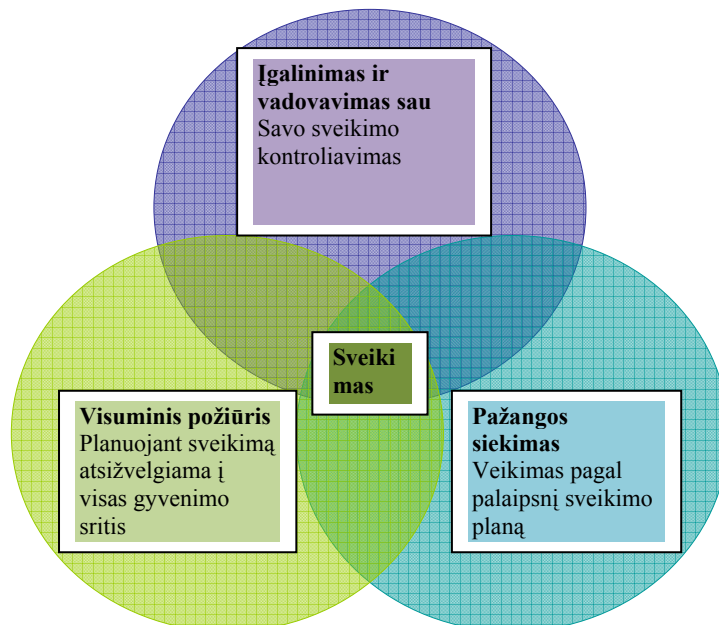 Įgalinimas ir
vadovavimas sau
Savo sveikimo
kontroliavimas
Sveiki
mas
Visuminis požiūris
Planuojant sveikimą
atsižvelgiama į
visas gyvenimo
sritis
Pažangos
siekimas
Veikimas pagal
palaipsnį sveikimo
planą